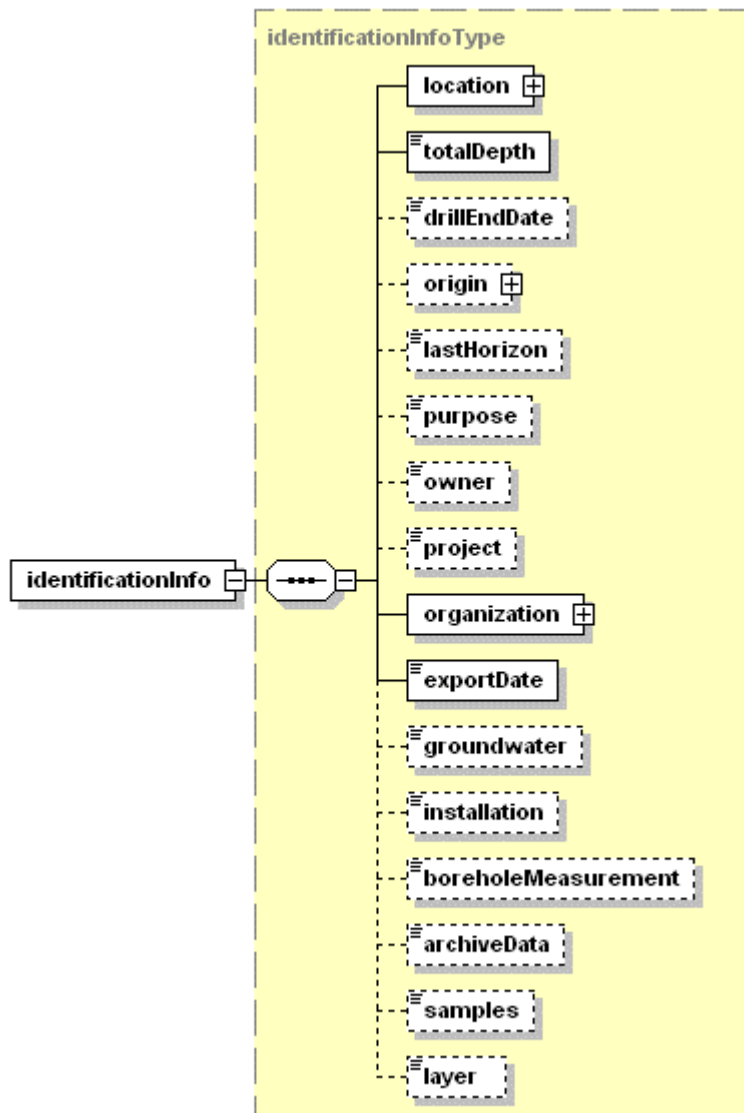 identificationInfoType
location
totalDepth
drillEndDate
origin
lastHorizon
purpose
owner
project
identificationInfo
organization
exportDate
groundwater
installation
boreholeMeasurement
archiveData
samples
layer